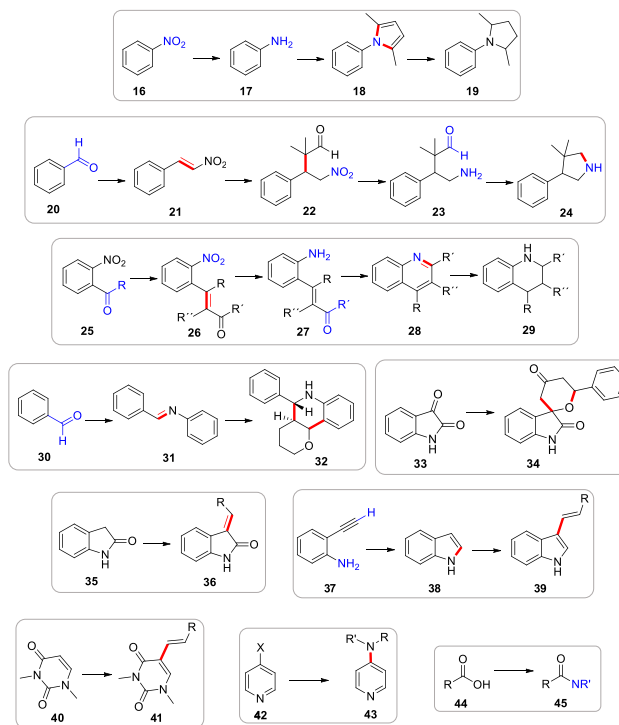 NO₂
NH₂
N
N
16
17
18
19
H
O
NO₂
O
H
NO₂
O
H
NH₂
NH
20
21
22
23
24
NO₂
R
O
NO₂
R
R′′
R′
O
NH₂
R
R′′
R′
O
N
R′
R′′
R
H
N
R′
R′′
R
25
26
27
28
29
O
H
N
H
N
H
H
O
30
31
32
O
O
N
H
O
O
O
N
H
33
34
O
N
H
R
O
N
H
35
36
H
NH₂
N
H
R
N
H
37
38
39
O
N
O
N
R
O
N
O
N
40
41
X
N
R'
N
R
N
42
43
O
R
OH
O
R
NR'
44
45